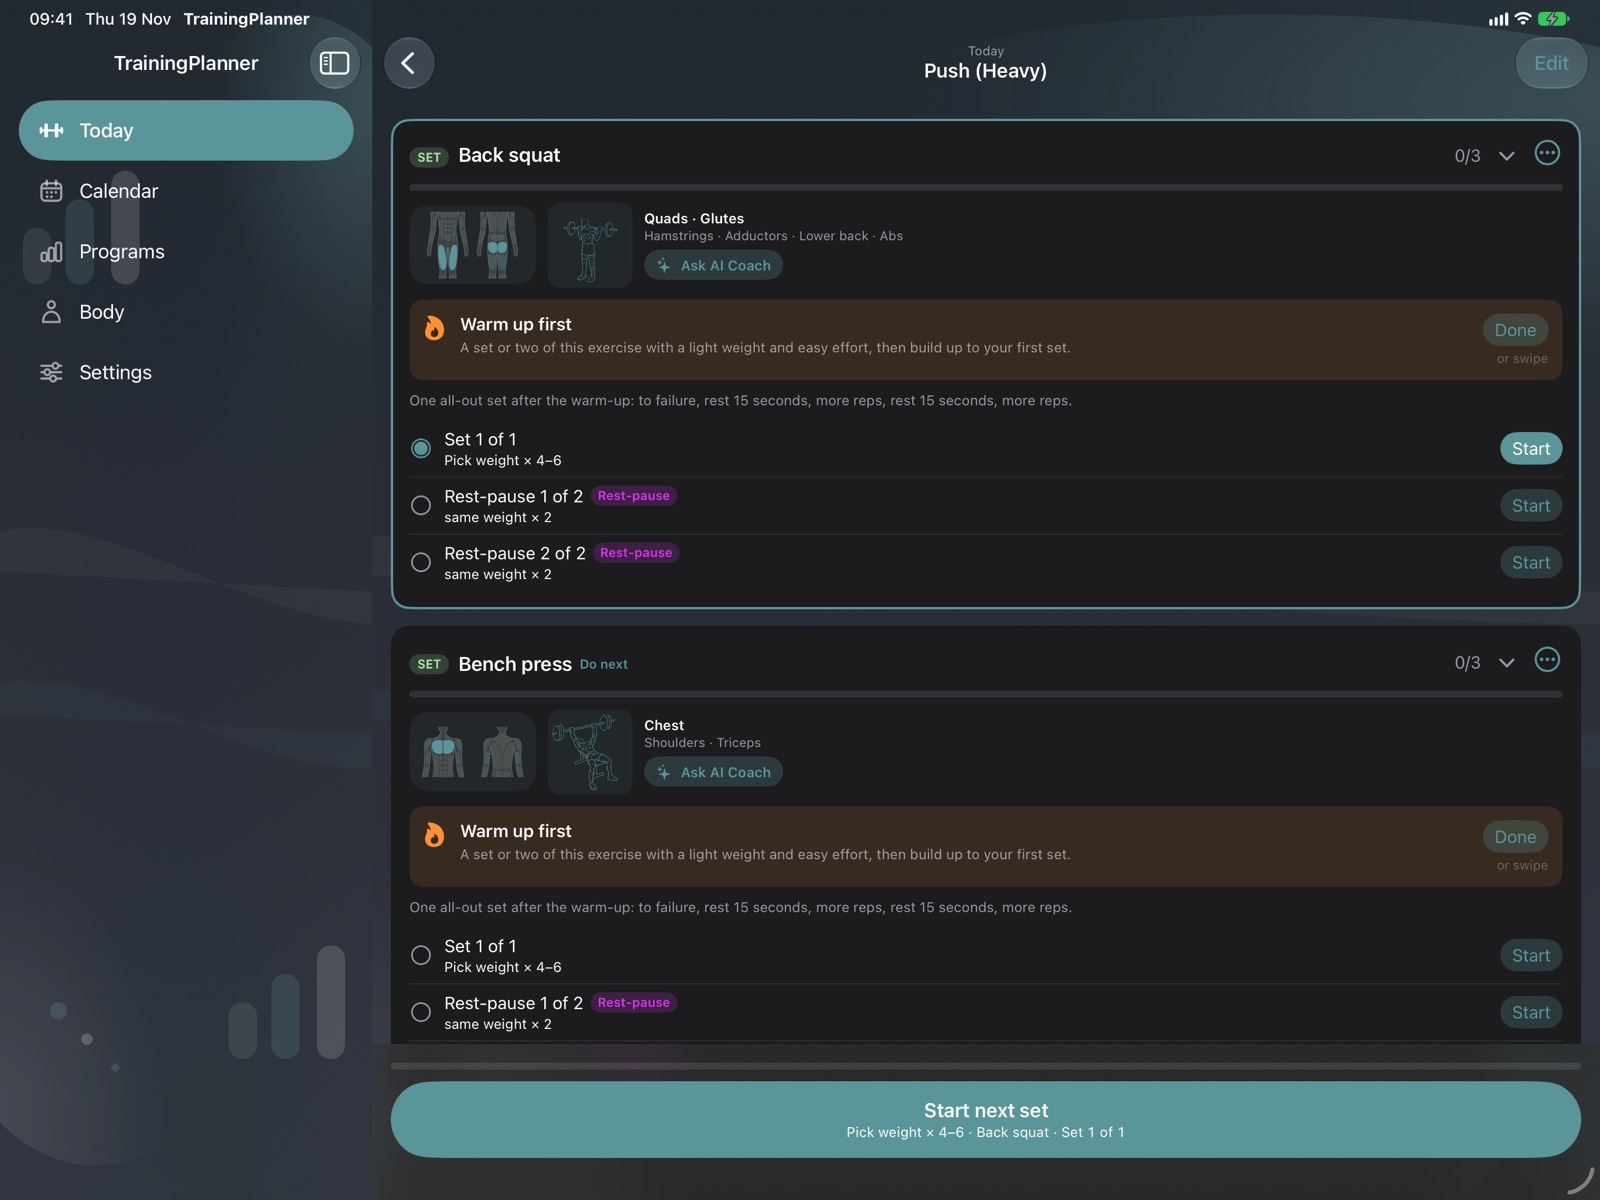 09:41 Thu 19 Nov TrainingPlanner
TrainingPlanner
Today
Calendar
Programs
Body
Settings
Today
Push (Heavy)
Edit
SET Back squat 0/3
Quads · Glutes
Hamstrings · Adductors · Lower back · Abs
Ask AI Coach
Warm up first
A set or two of this exercise with a light weight and easy effort, then build up to your first set.
Done
or swipe
One all-out set after the warm-up: to failure, rest 15 seconds, more reps, rest 15 seconds, more reps.
Set 1 of 1
Pick weight × 4–6
Start
Rest-pause 1 of 2 Rest-pause
same weight × 2
Start
Rest-pause 2 of 2 Rest-pause
same weight × 2
Start
SET Bench press Do next 0/3
Chest
Shoulders · Triceps
Ask AI Coach
Warm up first
A set or two of this exercise with a light weight and easy effort, then build up to your first set.
Done
or swipe
One all-out set after the warm-up: to failure, rest 15 seconds, more reps, rest 15 seconds, more reps.
Set 1 of 1
Pick weight × 4–6
Start
Rest-pause 1 of 2 Rest-pause
same weight × 2
Start
Start next set
Pick weight × 4–6 · Back squat · Set 1 of 1